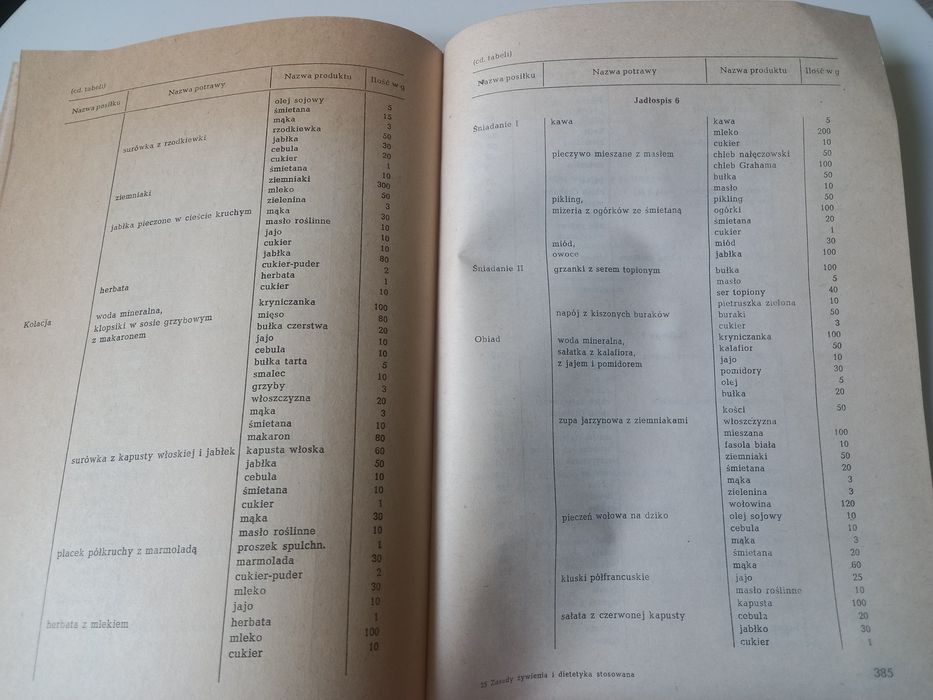 (cd. tabeli)
Nazwa posiłku Nazwa potrawy Nazwa produktu Ilość w g
olej sojowy 5
śmietana 15
mąka 3
surówka z rzodkiewki rzodkiewka 50
jabłka 30
cebula 20
cukier 1
śmietana 10
ziemniaki ziemniaki 300
mleko 50
zielenina 3
jabłka pieczone w cieście kruchym mąka 30
masło roślinne 10
jajo 10
cukier 10
jabłka 80
cukier-puder 2
herbata herbata 1
cukier 10
Kolacja woda mineralna, kryniczanka 100
klopsiki w sosie grzybowym mięso 80
z makaronem bułka czerstwa 20
jajo 10
cebula 10
bułka tarta 5
smalec 10
grzyby 3
włoszczyzna 20
mąka 3
śmietana 10
makaron 80
surówka z kapusty włoskiej i jabłek kapusta włoska 60
jabłka 50
cebula 10
śmietana 10
cukier 1
mąka 30
masło roślinne 10
placek półkruchy z marmoladą proszek spulchn. 1
marmolada 30
cukier-puder 2
mleko 30
jajo 10
herbata z mlekiem herbata 1
mleko 100
cukier 10
(cd. tabeli)
Nazwa posiłku Nazwa potrawy Nazwa produktu Ilość w g
Jadłospis 6
Śniadanie I kawa kawa 5
mleko 200
cukier 10
pieczywo mieszane z masłem chleb nałęczowski 50
chleb Grahama 100
bułka 50
masło 10
pikling, pikling 50
mizeria z ogórków ze śmietaną ogórki 100
śmietana 20
cukier 1
miód, miód 30
owoce jabłka 100
Śniadanie II grzanki z serem topionym bułka 100
masło 5
ser topiony 40
pietruszka zielona 10
napój z kiszonych buraków buraki 50
cukier 3
Obiad woda mineralna, kryniczanka 100
sałatka z kalafiora, kalafior 50
z jajem i pomidorem jajo 10
pomidory 30
olej 5
bułka 20
kości 50
zupa jarzynowa z ziemniakami włoszczyzna
mieszana 100
fasola biała 10
ziemniaki 50
śmietana 20
mąka 3
zielenina 3
wołowina 120
pieczeń wołowa na dziko olej sojowy 10
cebula 10
mąka 3
śmietana 20
mąka 60
kluski półfrancuskie jajo 25
masło roślinne 10
kapusta 100
sałata z czerwonej kapusty cebula 20
jabłko 30
cukier 1
25 Zasady żywienia i dietetyka stosowana
385